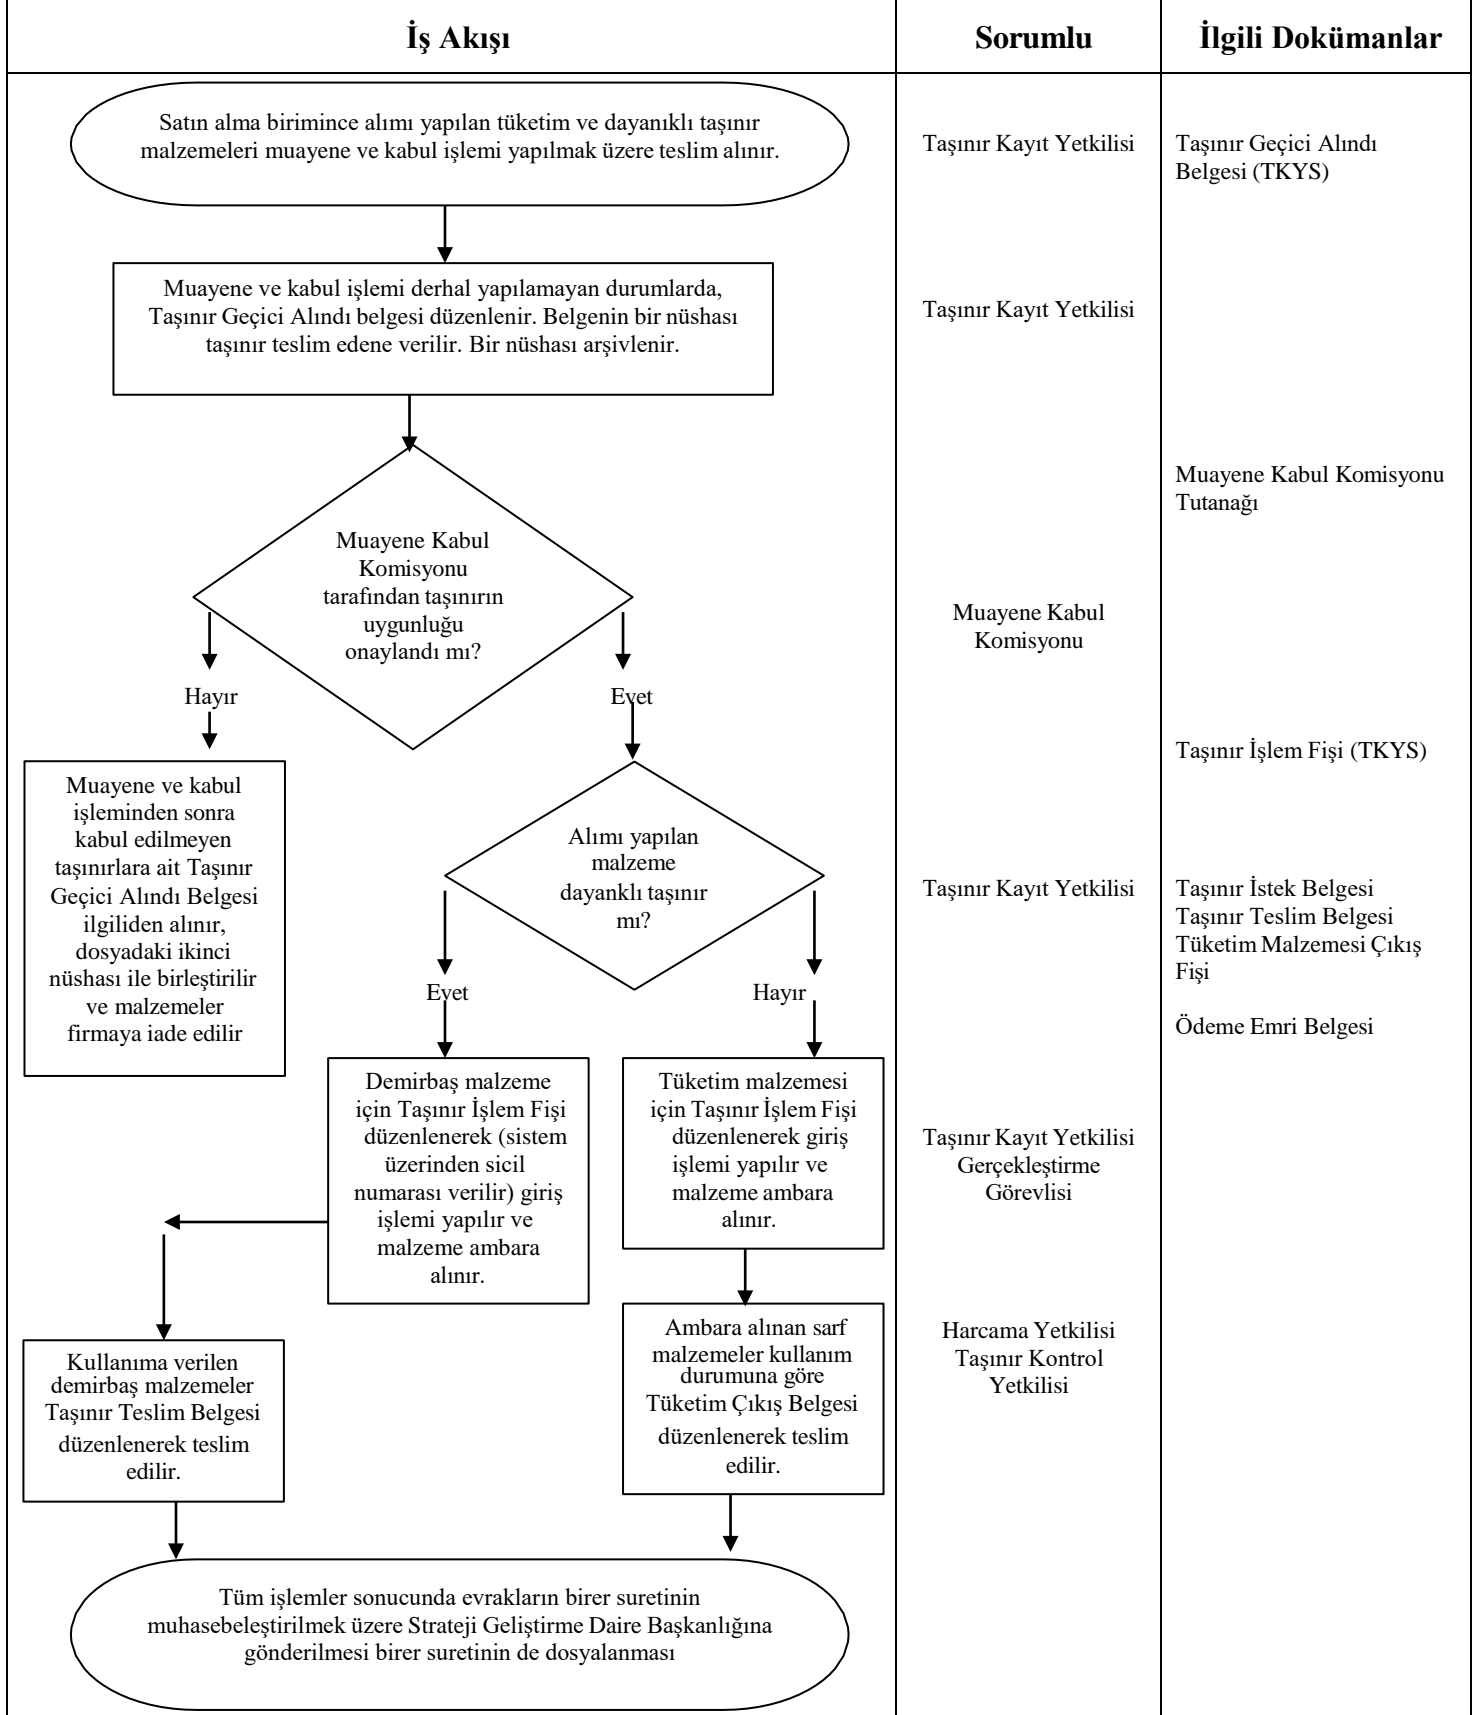 İş Akışı
Sorumlu
İlgili Dokümanlar
Satın alma birimince alımı yapılan tüketim ve dayanıklı taşınır
malzemeleri muayene ve kabul işlemi yapılmak üzere teslim alınır.
Taşınır Kayıt Yetkilisi
Taşınır Geçici Alındı
Belgesi (TKYS)
Muayene ve kabul işlemi derhal yapılamayan durumlarda,
Taşınır Geçici Alındı belgesi düzenlenir. Belgenin bir nüshası
taşınır teslim edene verilir. Bir nüshası arşivlenir.
Taşınır Kayıt Yetkilisi
Muayene Kabul Komisyonu
Tutanağı
Muayene Kabul
Komisyonu
tarafından taşınırın
uygunluğu
onaylandı mı?
Muayene Kabul
Komisyonu
Hayır
Evet
Taşınır İşlem Fişi (TKYS)
Muayene ve kabul
işleminden sonra
kabul edilmeyen
taşınırlara ait Taşınır
Geçici Alındı Belgesi
ilgiliden alınır,
dosyadaki ikinci
nüshası ile birleştirilir
ve malzemeler
firmaya iade edilir
Alımı yapılan
malzeme
dayanklı taşınır
mı?
Taşınır Kayıt Yetkilisi
Taşınır İstek Belgesi
Taşınır Teslim Belgesi
Tüketim Malzemesi Çıkış
Fişi
Evet
Hayır
Ödeme Emri Belgesi
Demirbaş malzeme
için Taşınır İşlem Fişi
düzenlenerek (sistem
üzerinden sicil
numarası verilir) giriş
işlemi yapılır ve
malzeme ambara
alınır.
Tüketim malzemesi
için Taşınır İşlem Fişi
düzenlenerek giriş
işlemi yapılır ve
malzeme ambara
alınır.
Taşınır Kayıt Yetkilisi
Gerçekleştirme
Görevlisi
Kullanıma verilen
demirbaş malzemeler
Taşınır Teslim Belgesi
düzenlenerek teslim
edilir.
Ambara alınan sarf
malzemeler kullanım
durumuna göre
Tüketim Çıkış Belgesi
düzenlenerek teslim
edilir.
Harcama Yetkilisi
Taşınır Kontrol
Yetkilisi
Tüm işlemler sonucunda evrakların birer suretinin
muhasebeleştirilmek üzere Strateji Geliştirme Daire Başkanlığına
gönderilmesi birer suretinin de dosyalanması